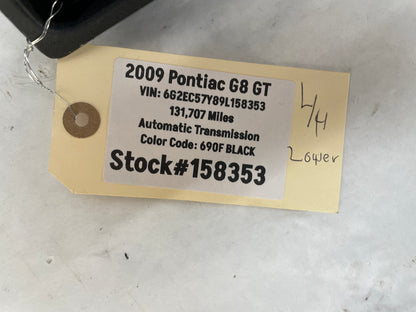 2009 Pontiac G8 GT
VIN: 6G2EC57Y89L158353
131,707 Miles
Automatic Transmission
Color Code: 690F BLACK
Stock#158353
L/H
Lower